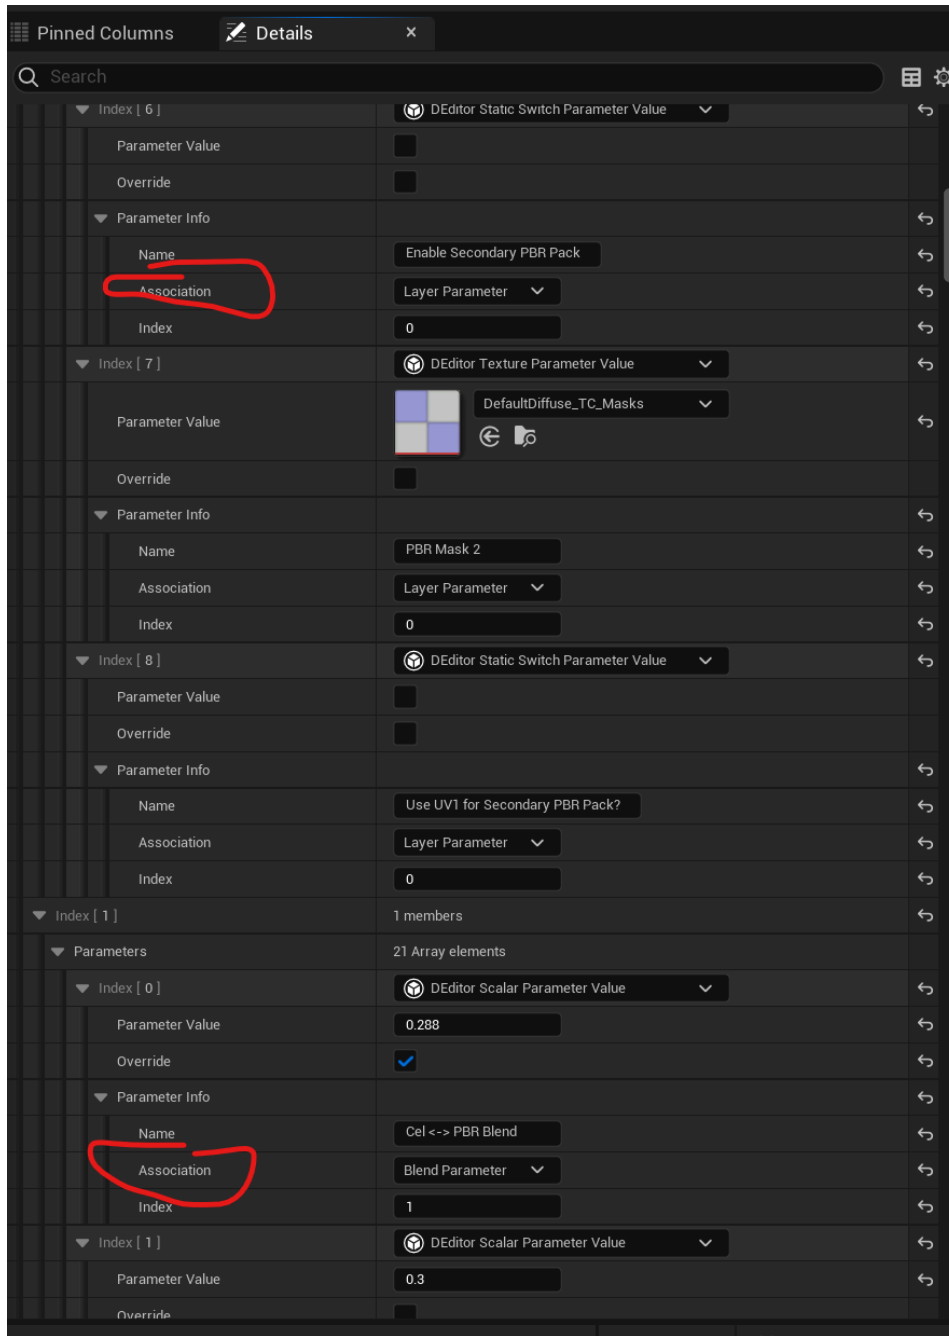 Pinned Columns Details ×
Search
Index [ 6 ] DEditor Static Switch Parameter Value
Parameter Value
Override
Parameter Info
Name Enable Secondary PBR Pack
Association Layer Parameter
Index 0
Index [ 7 ] DEditor Texture Parameter Value
Parameter Value DefaultDiffuse_TC_Masks
Override
Parameter Info
Name PBR Mask 2
Association Layer Parameter
Index 0
Index [ 8 ] DEditor Static Switch Parameter Value
Parameter Value
Override
Parameter Info
Name Use UV1 for Secondary PBR Pack?
Association Layer Parameter
Index 0
Index [ 1 ] 1 members
Parameters 21 Array elements
Index [ 0 ] DEditor Scalar Parameter Value
Parameter Value 0.288
Override
Parameter Info
Name Cel <-> PBR Blend
Association Blend Parameter
Index 1
Index [ 1 ] DEditor Scalar Parameter Value
Parameter Value 0.3
Override